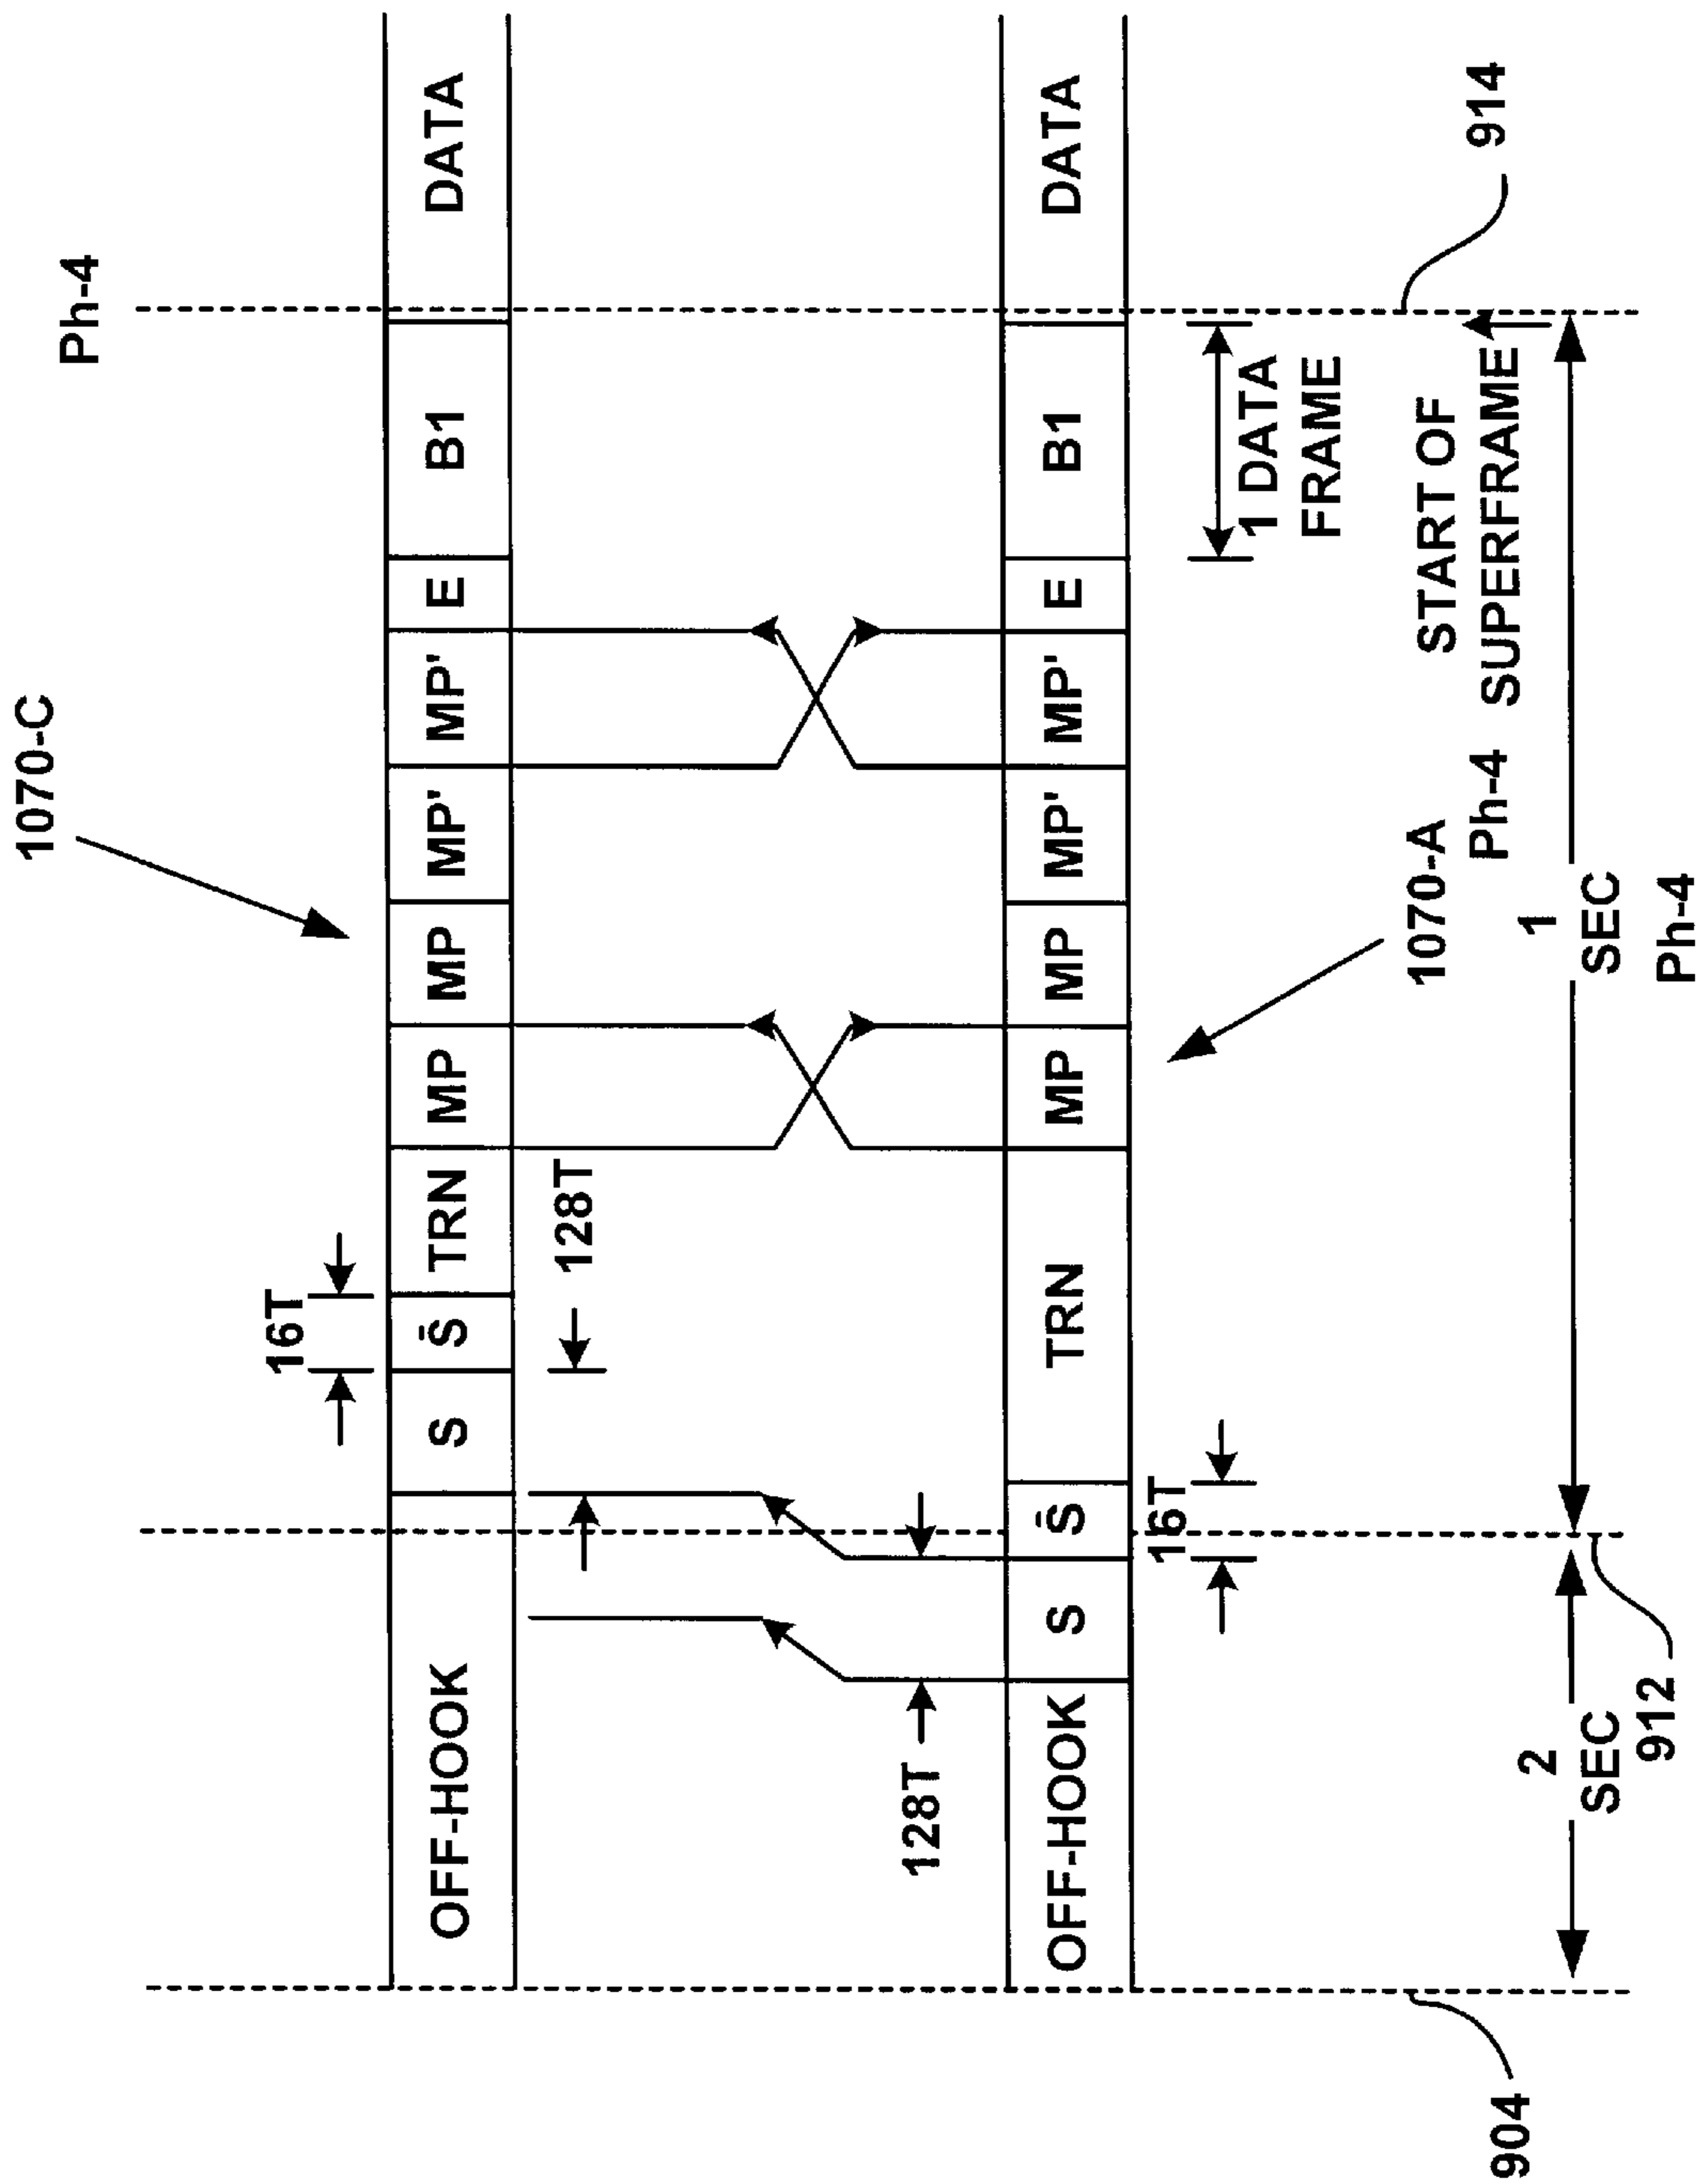 Ph-4
1070-C
16T
OFF-HOOK S S̄ TRN MP MP MP' MP' E B1 DATA
128T
128T
OFF-HOOK S S̄ TRN MP MP MP' MP' E B1 DATA
16T
1 DATA
FRAME
1070-A
START OF
Ph-4 SUPERFRAME
914
2
SEC
1
SEC
912
Ph-4
904